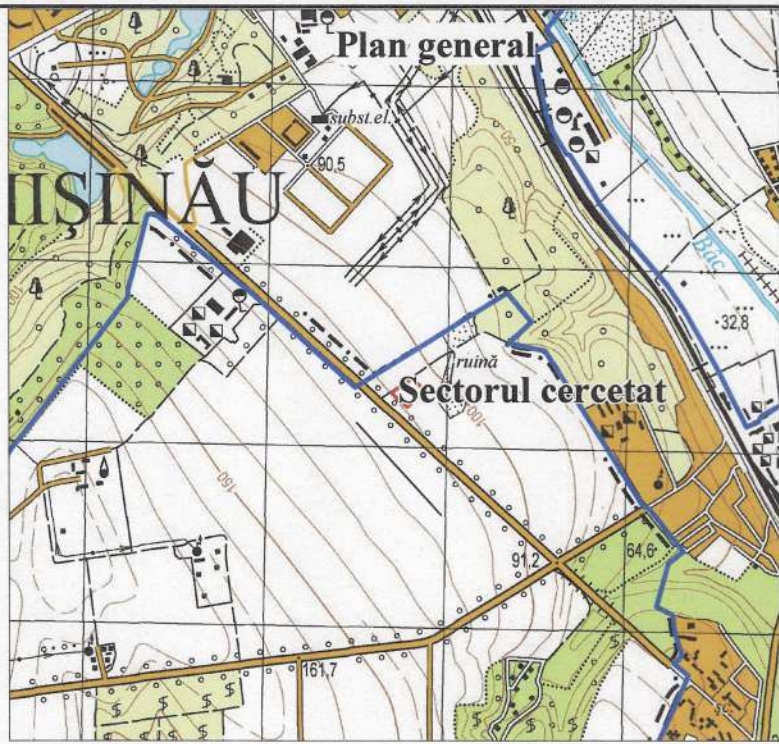 Plan general
subst.el.
90,5
IIȘINĂU
Bâc
32,8
ruină
Sectorul cercetat
100
150
91,2
64,6
161,7